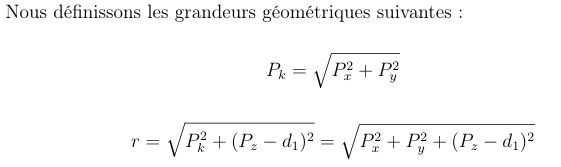 Nous définissons les grandeurs géométriques suivantes :
$P_k = \sqrt{P_x^2 + P_y^2}$
$r = \sqrt{P_k^2 + (P_z - d_1)^2} = \sqrt{P_x^2 + P_y^2 + (P_z - d_1)^2}$